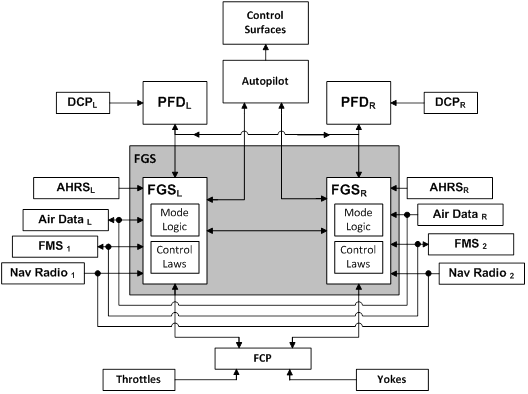 Control
Surfaces
Autopilot
DCPL
PFDL
PFDR
DCPR
FGS
AHRSL
FGSL
FGSR
AHRSR
Air Data L
Mode
Logic
Mode
Logic
Air Data R
FMS 1
Control
Laws
Control
Laws
FMS 2
Nav Radio 1
Nav Radio 2
FCP
Throttles
Yokes